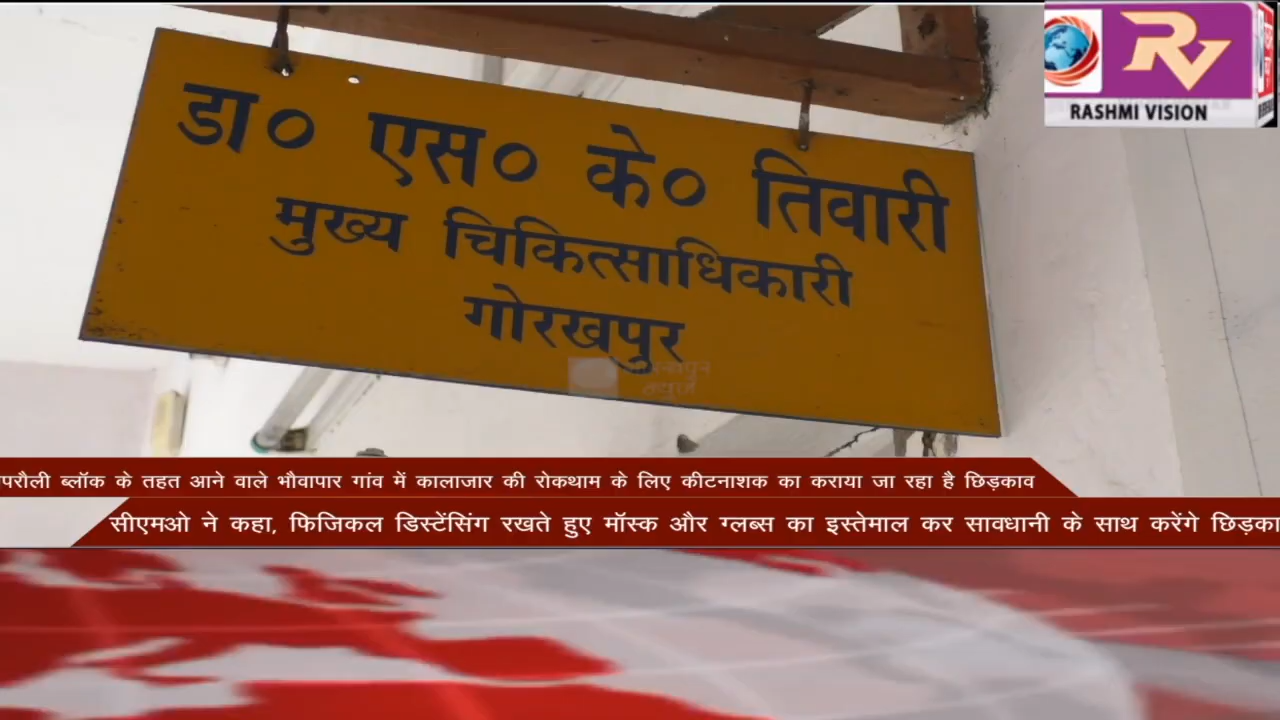 RV
RASHMI VISION
डा० एस० के० तिवारी
मुख्य चिकित्साधिकारी
गोरखपुर
ब्लॉक के तहत आने वाले भौवापार गांव में कालाजार की रोकथाम के लिए कीटनाशक का कराया जा रहा है छिड़काव
सीएमओ ने कहा, फिजिकल डिस्टेंसिंग रखते हुए मॉस्क और ग्लब्स का इस्तेमाल कर सावधानी के साथ करेंगे